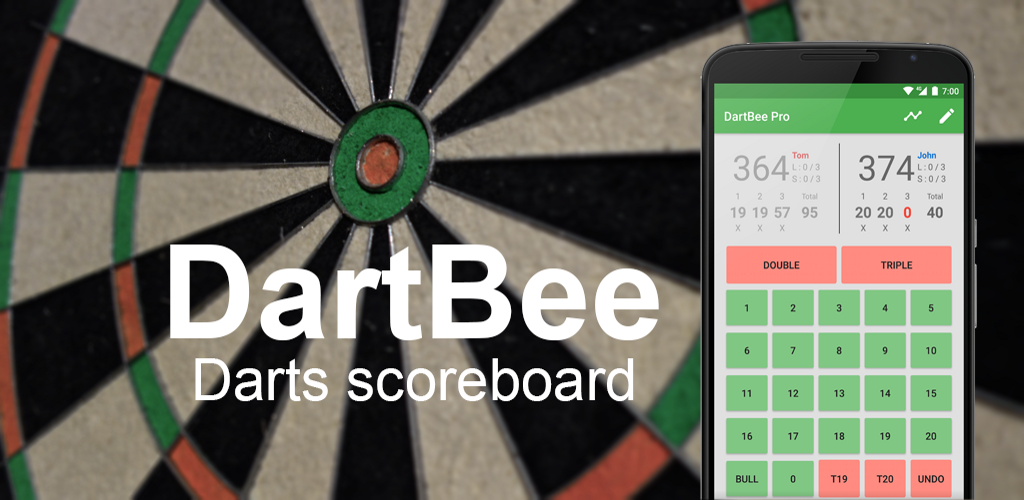 DartBee
Darts scoreboard
4G 7:00
DartBee Pro
364 Tom
L : 0 / 3
S : 0 / 3
1 2 3 Total
19 19 57 95
X X
374 John
L : 0 / 3
S : 0 / 3
1 2 3 Total
20 20 0 40
X X
DOUBLE TRIPLE
1 2 3 4 5
6 7 8 9 10
11 12 13 14 15
16 17 18 19 20
BULL 0 T19 T20 UNDO